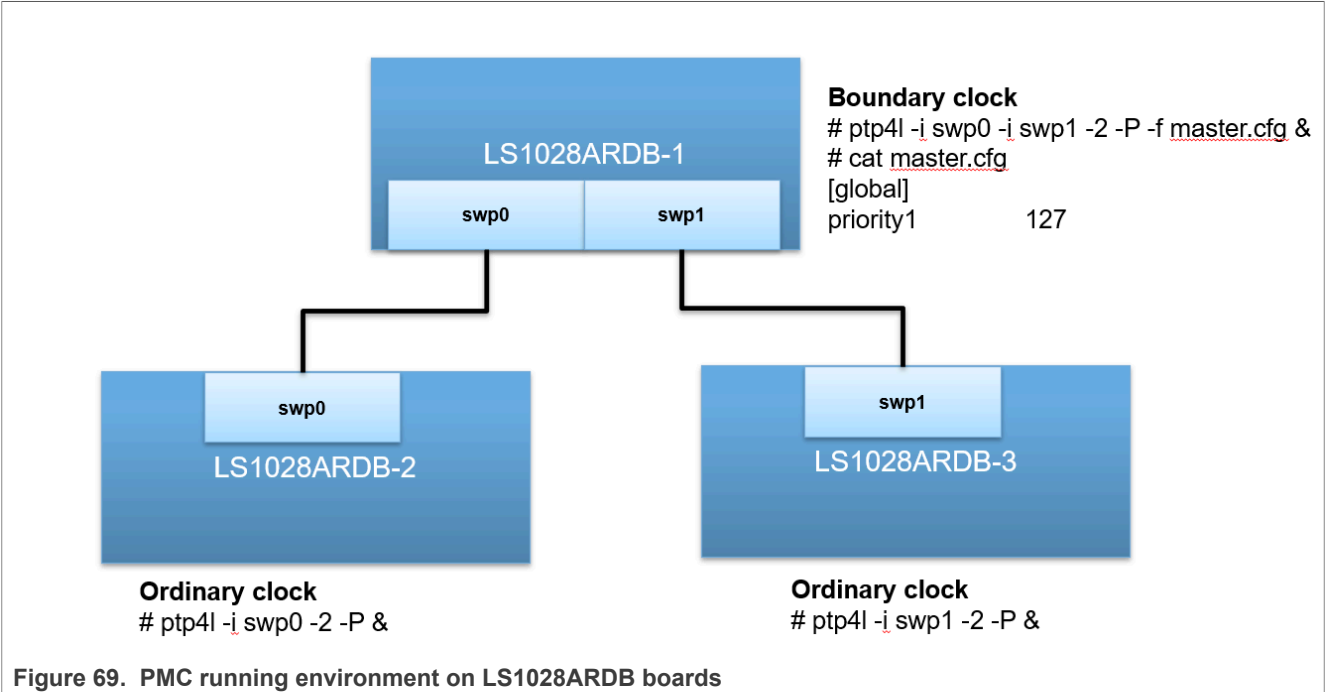 Boundary clock
# ptp4l -i swp0 -i swp1 -2 -P -f master.cfg &
# cat master.cfg
[global]
priority1 127
LS1028ARDB-1
swp0 swp1
swp0
LS1028ARDB-2
swp1
LS1028ARDB-3
Ordinary clock
# ptp4l -i swp0 -2 -P &
Ordinary clock
# ptp4l -i swp1 -2 -P &
Figure 69. PMC running environment on LS1028ARDB boards